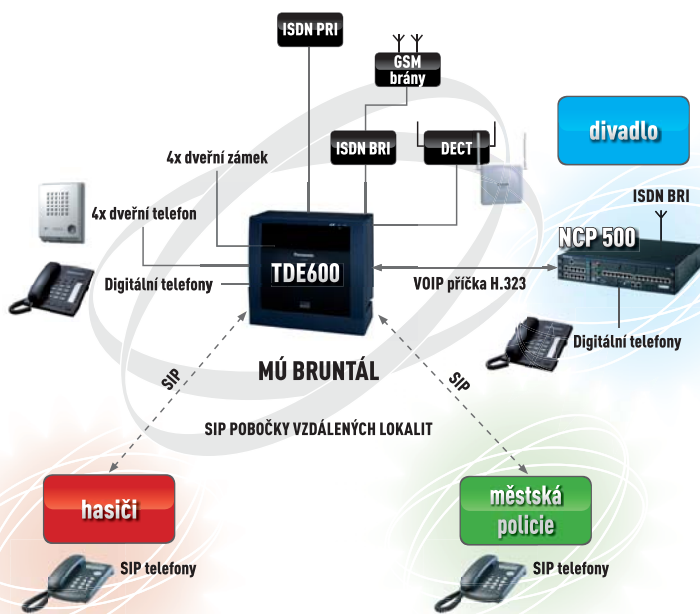 ISDN PRI
GSM
brány
ISDN BRI
DECT
divadlo
4x dveřní zámek
4x dveřní telefon
Digitální telefony
Panasonic
TDE600
VOIP příčka H.323
ISDN BRI
NCP 500
Digitální telefony
MÚ BRUNTÁL
SIP
SIP
SIP POBOČKY VZDÁLENÝCH LOKALIT
hasiči
SIP telefony
městská
policie
SIP telefony